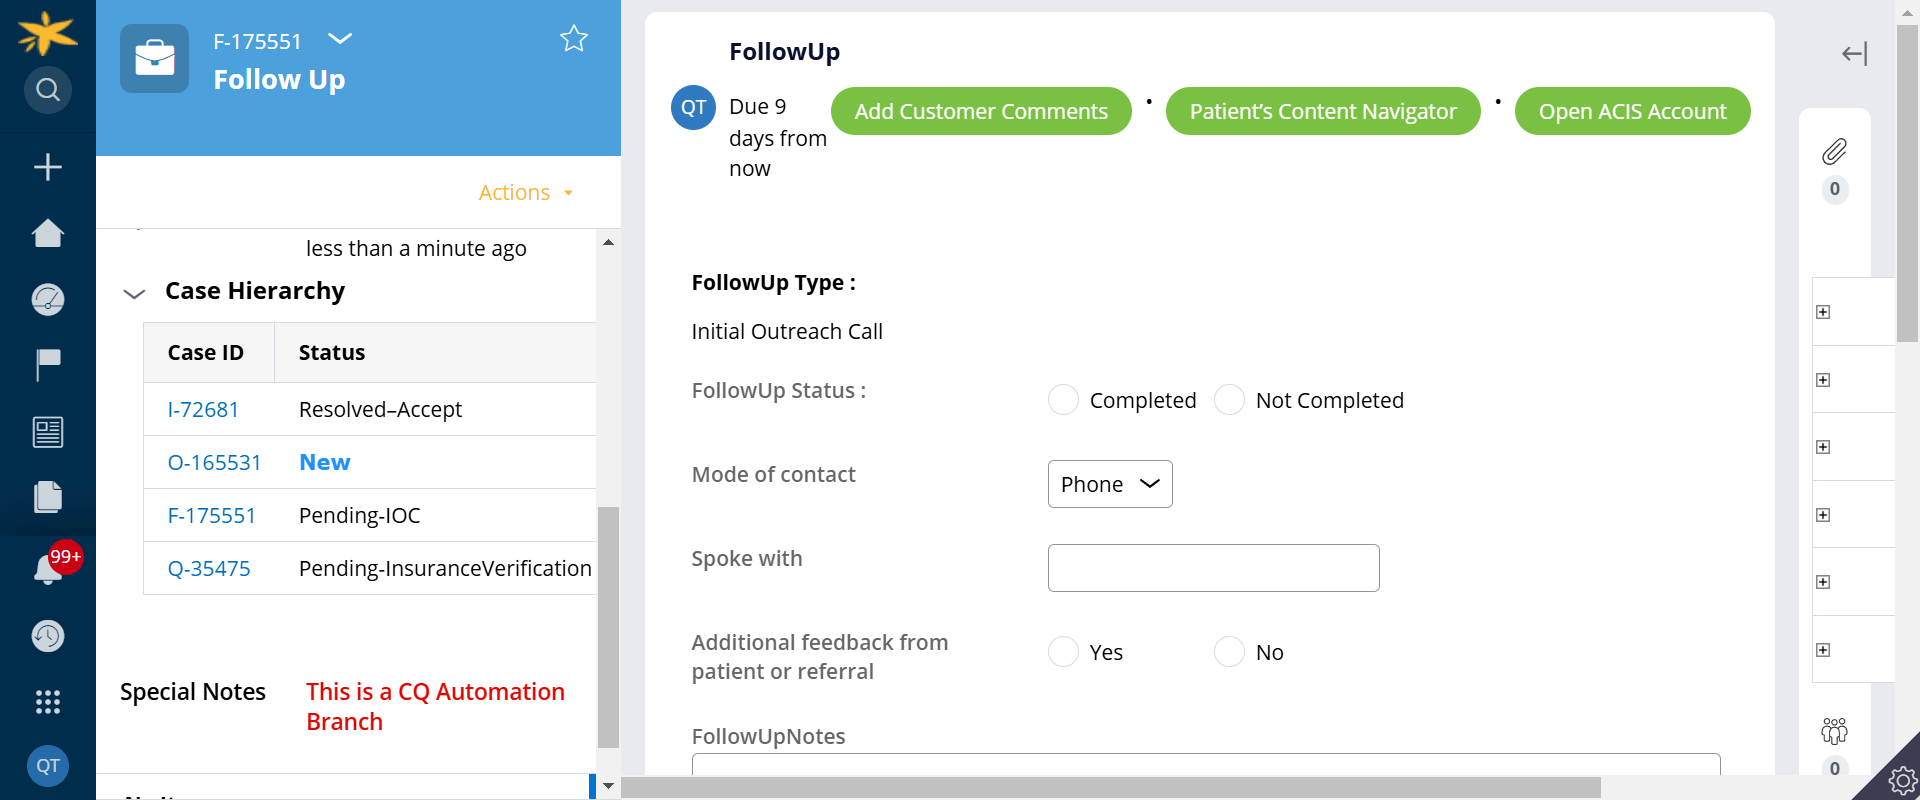 F-175551
Follow Up
Actions
less than a minute ago
Case Hierarchy
Case ID Status
I-72681 Resolved–Accept
O-165531 New
F-175551 Pending-IOC
Q-35475 Pending-InsuranceVerification
Special Notes This is a CQ Automation
Branch
99+
QT
FollowUp
QT
Due 9
days from
now
Add Customer Comments • Patient’s Content Navigator • Open ACIS Account
FollowUp Type :
Initial Outreach Call
FollowUp Status : Completed Not Completed
Mode of contact Phone
Spoke with
Additional feedback from
patient or referral Yes No
FollowUpNotes
0
0